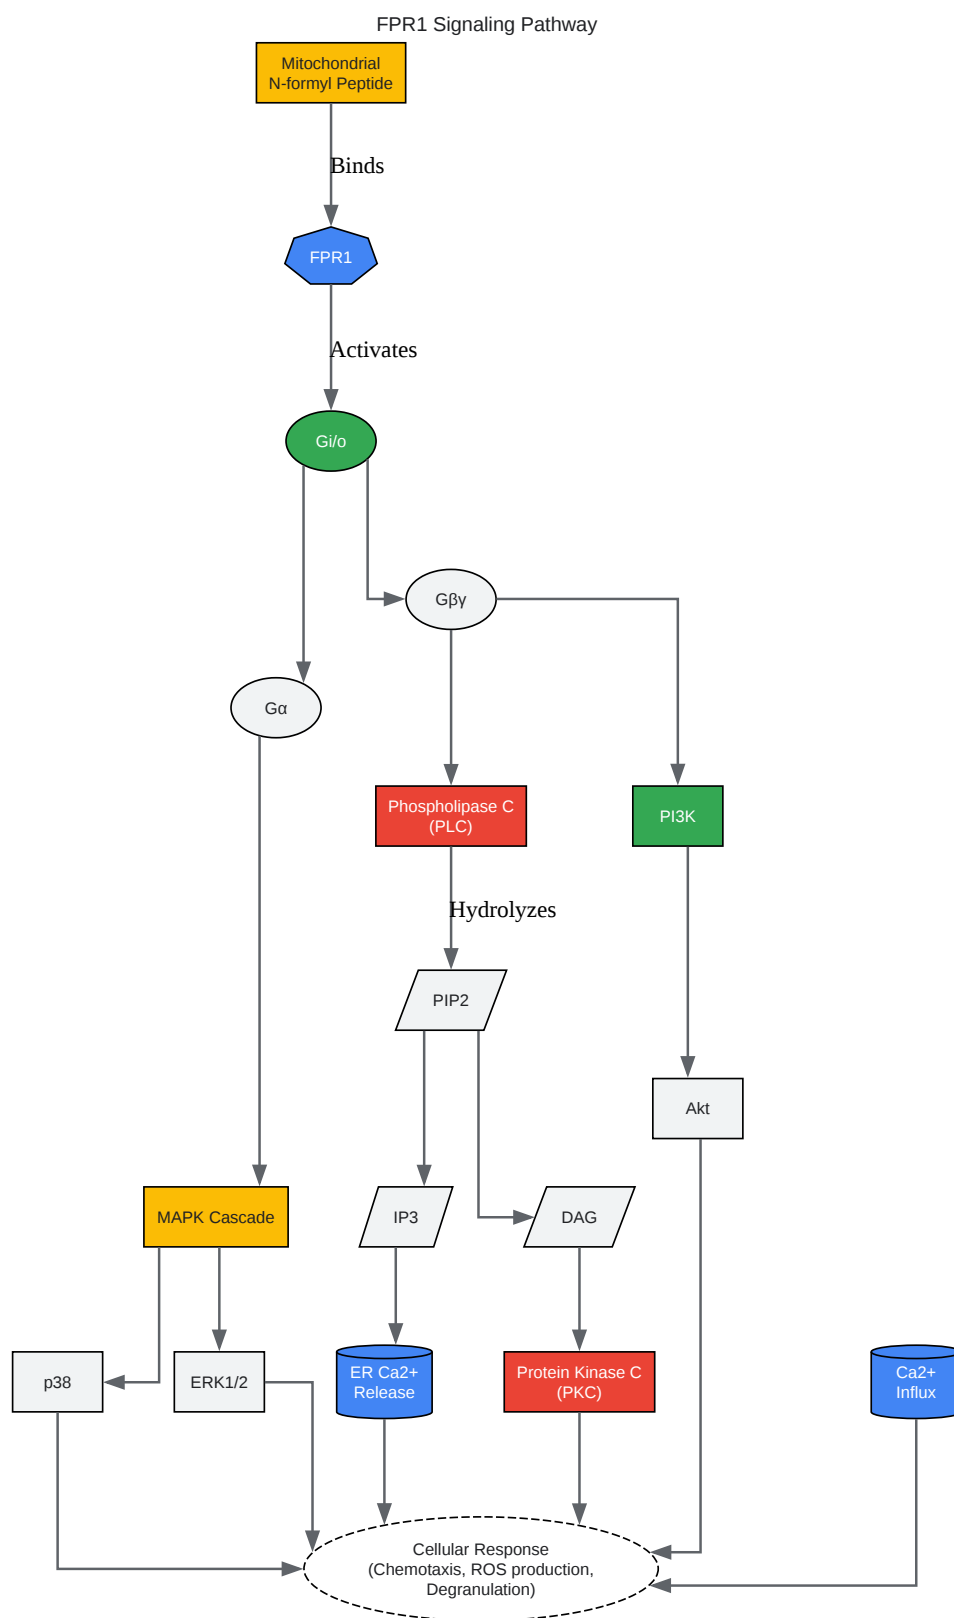 FPR1 Signaling Pathway
Mitochondrial
N-formyl Peptide
Binds
FPR1
Activates
Gi/o
Gβγ
Gα
Phospholipase C
(PLC)
PI3K
Hydrolyzes
PIP2
Akt
MAPK Cascade
IP3
DAG
p38
ERK1/2
ER Ca2+
Release
Protein Kinase C
(PKC)
Ca2+
Influx
Cellular Response
(Chemotaxis, ROS production,
Degranulation)